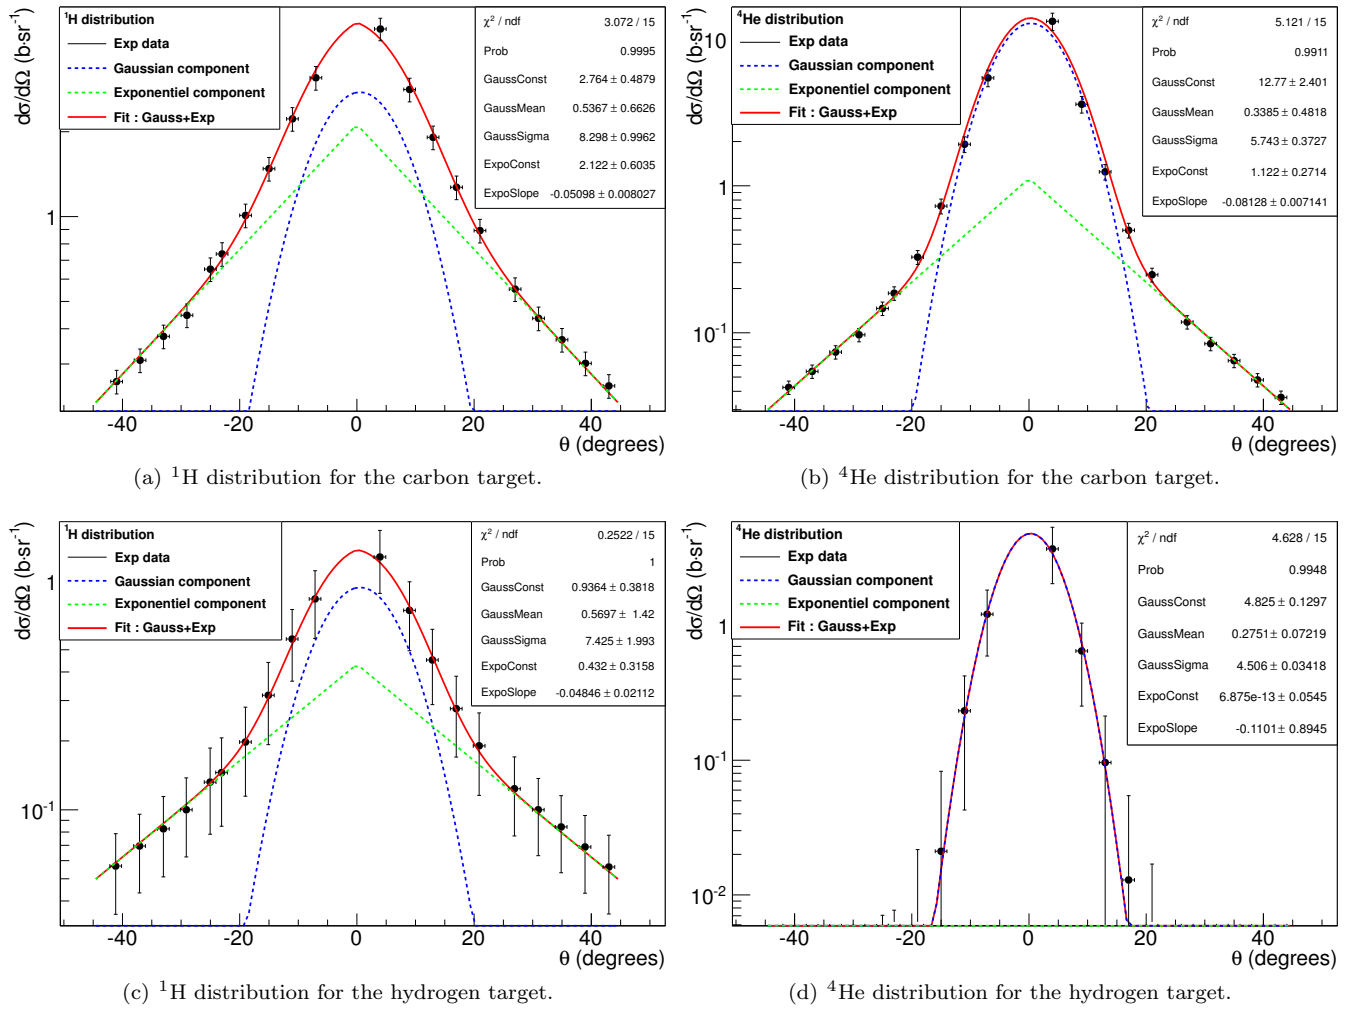 ¹H distribution
Exp data
Gaussian component
Exponentiel component
Fit : Gauss+Exp
χ² / ndf 3.072 / 15
Prob 0.9995
GaussConst 2.764 ± 0.4879
GaussMean 0.5367 ± 0.6626
GaussSigma 8.298 ± 0.9962
ExpoConst 2.122 ± 0.6035
ExpoSlope -0.05098 ± 0.008027
dσ/dΩ (b·sr⁻¹)
1
-40 -20 0 20 40
θ (degrees)
(a) ¹H distribution for the carbon target.
⁴He distribution
Exp data
Gaussian component
Exponentiel component
Fit : Gauss+Exp
χ² / ndf 5.121 / 15
Prob 0.9911
GaussConst 12.77 ± 2.401
GaussMean 0.3385 ± 0.4818
GaussSigma 5.743 ± 0.3727
ExpoConst 1.122 ± 0.2714
ExpoSlope -0.08128 ± 0.007141
dσ/dΩ (b·sr⁻¹)
10
1
10⁻¹
-40 -20 0 20 40
θ (degrees)
(b) ⁴He distribution for the carbon target.
¹H distribution
Exp data
Gaussian component
Exponentiel component
Fit : Gauss+Exp
χ² / ndf 0.2522 / 15
Prob 1
GaussConst 0.9364 ± 0.3818
GaussMean 0.5697 ± 1.42
GaussSigma 7.425 ± 1.993
ExpoConst 0.432 ± 0.3158
ExpoSlope -0.04846 ± 0.02112
dσ/dΩ (b·sr⁻¹)
1
10⁻¹
-40 -20 0 20 40
θ (degrees)
(c) ¹H distribution for the hydrogen target.
⁴He distribution
Exp data
Gaussian component
Exponentiel component
Fit : Gauss+Exp
χ² / ndf 4.628 / 15
Prob 0.9948
GaussConst 4.825 ± 0.1297
GaussMean 0.2751 ± 0.07219
GaussSigma 4.506 ± 0.03418
ExpoConst 6.875e-13 ± 0.0545
ExpoSlope -0.1101 ± 0.8945
dσ/dΩ (b·sr⁻¹)
1
10⁻¹
10⁻²
-40 -20 0 20 40
θ (degrees)
(d) ⁴He distribution for the hydrogen target.